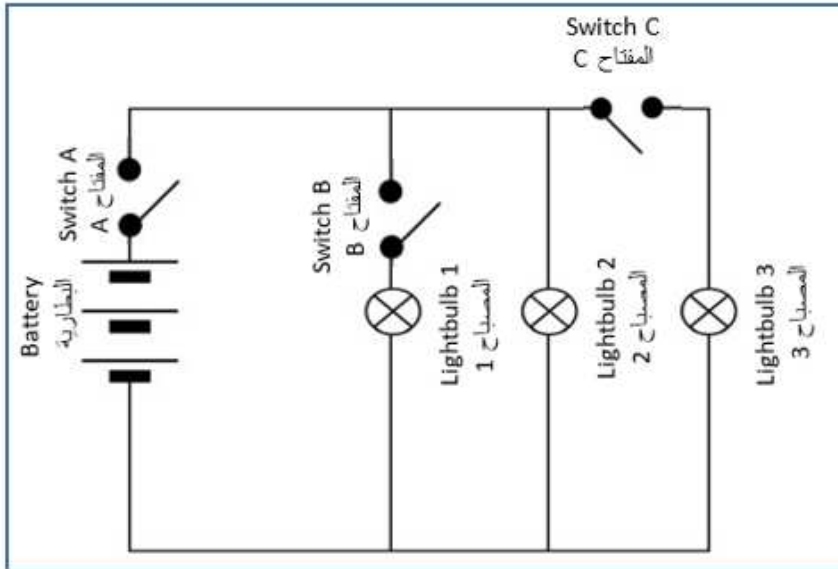 Switch C
المفتاح C
Switch A
المفتاح A
Battery
البطارية
Switch B
المفتاح B
Lightbulb 1
المصباح 1
Lightbulb 2
المصباح 2
Lightbulb 3
المصباح 3